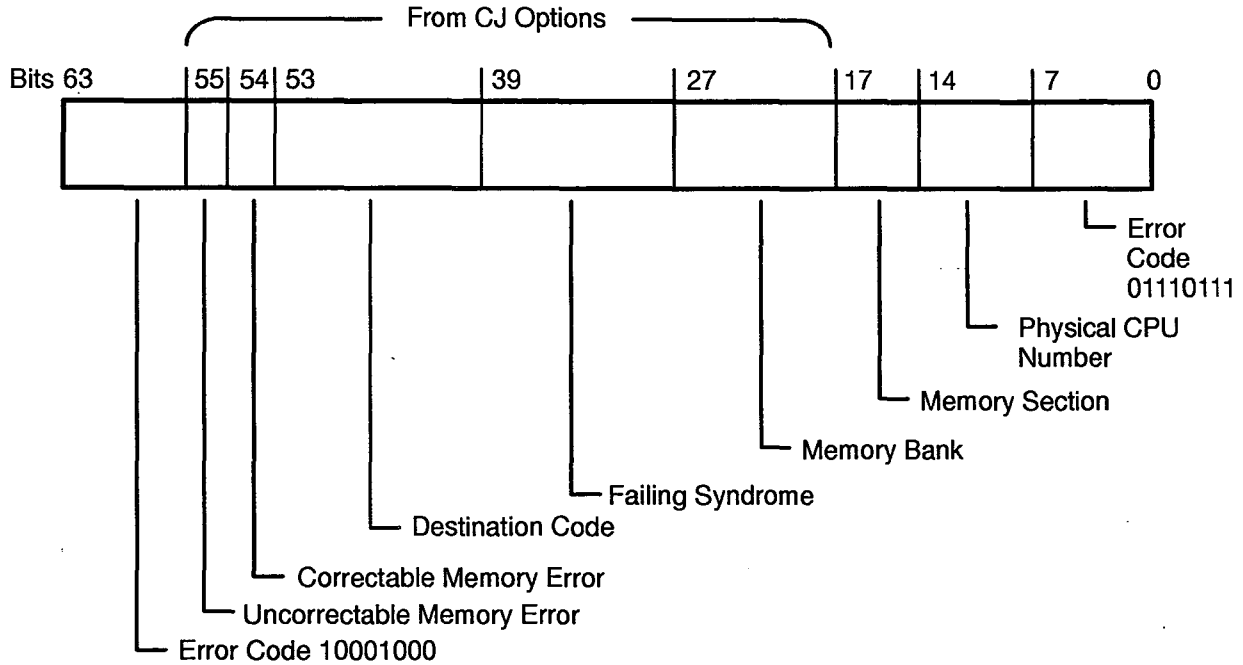 From CJ Options
Bits 63 55 54 53 39 27 17 14 7 0
Error
Code
01110111
Physical CPU
Number
Memory Section
Memory Bank
Failing Syndrome
Destination Code
Correctable Memory Error
Uncorrectable Memory Error
Error Code 10001000